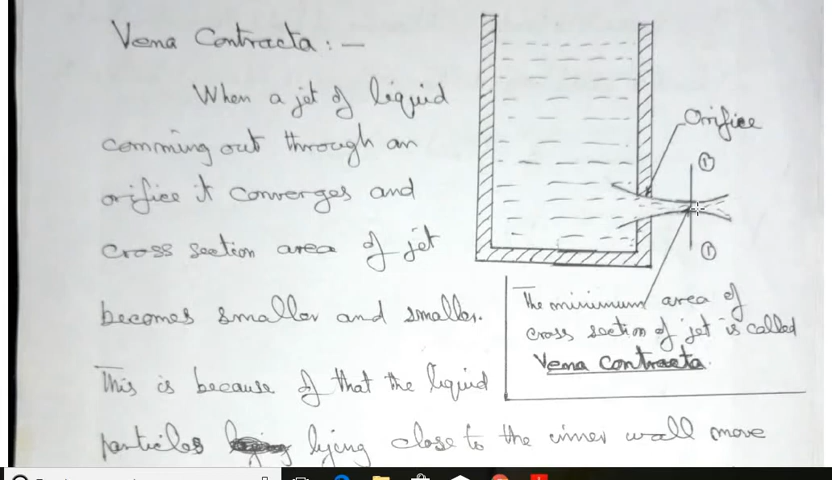 Vena Contracta : —
When a jet of liquid
comming out through an
orifice it converges and
cross section area of jet
becomes smaller and smaller.
This is because of that the liquid
particles lying close to the inner wall move
Orifice
①
①
The minimum area of
cross section of jet is called
Vena Contracta.